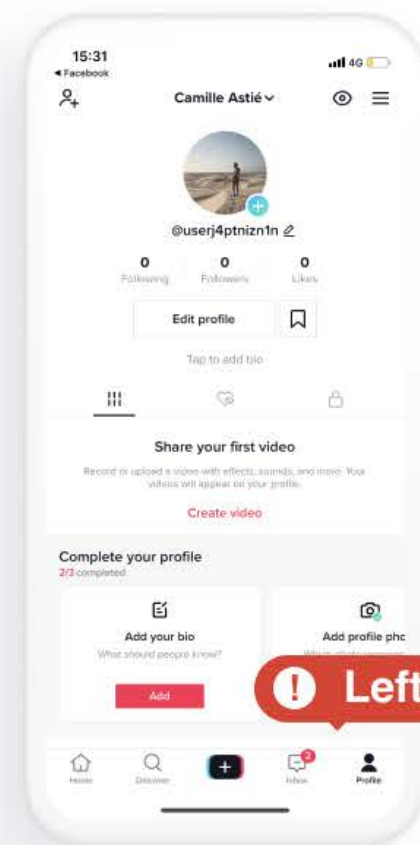 15:31
4G
◀ Facebook
Camille Astié
@userj4ptnizn1n
0 0 0
Following Followers Likes
Edit profile
Tap to add bio
Share your first video
Record or upload a video with effects, sounds, and more. Your
videos will appear on your profile.
Create video
Complete your profile
2/3 completed
Add your bio
What should people know?
Add
Add profile pho
Left
2
Home Discover Inbox Profile